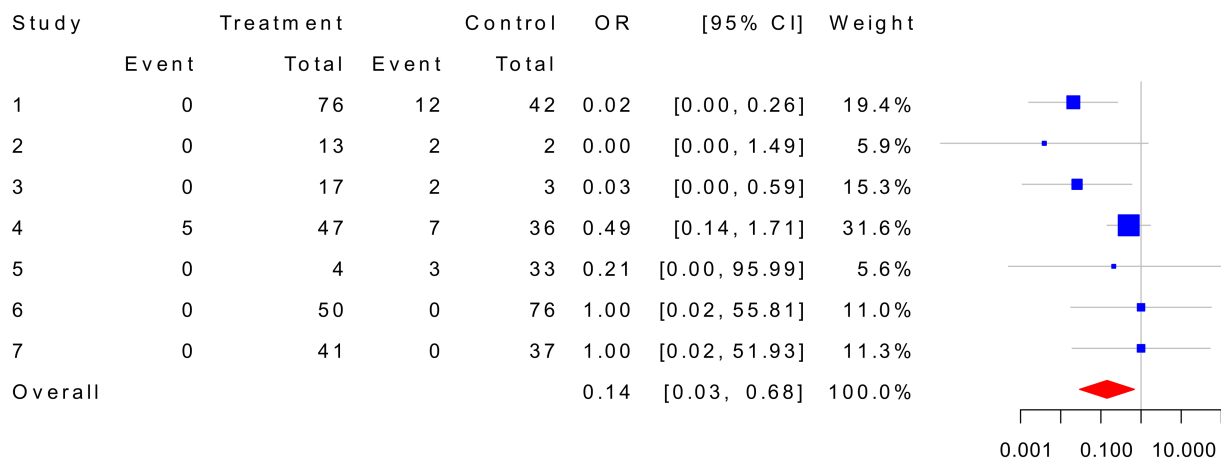 Study Treatment Control OR [95% CI] Weight
Event Total Event Total
1 0 76 12 42 0.02 [0.00, 0.26] 19.4%
2 0 13 2 2 0.00 [0.00, 1.49] 5.9%
3 0 17 2 3 0.03 [0.00, 0.59] 15.3%
4 5 47 7 36 0.49 [0.14, 1.71] 31.6%
5 0 4 3 33 0.21 [0.00, 95.99] 5.6%
6 0 50 0 76 1.00 [0.02, 55.81] 11.0%
7 0 41 0 37 1.00 [0.02, 51.93] 11.3%
Overall 0.14 [0.03, 0.68] 100.0%
0.001 0.100 10.000